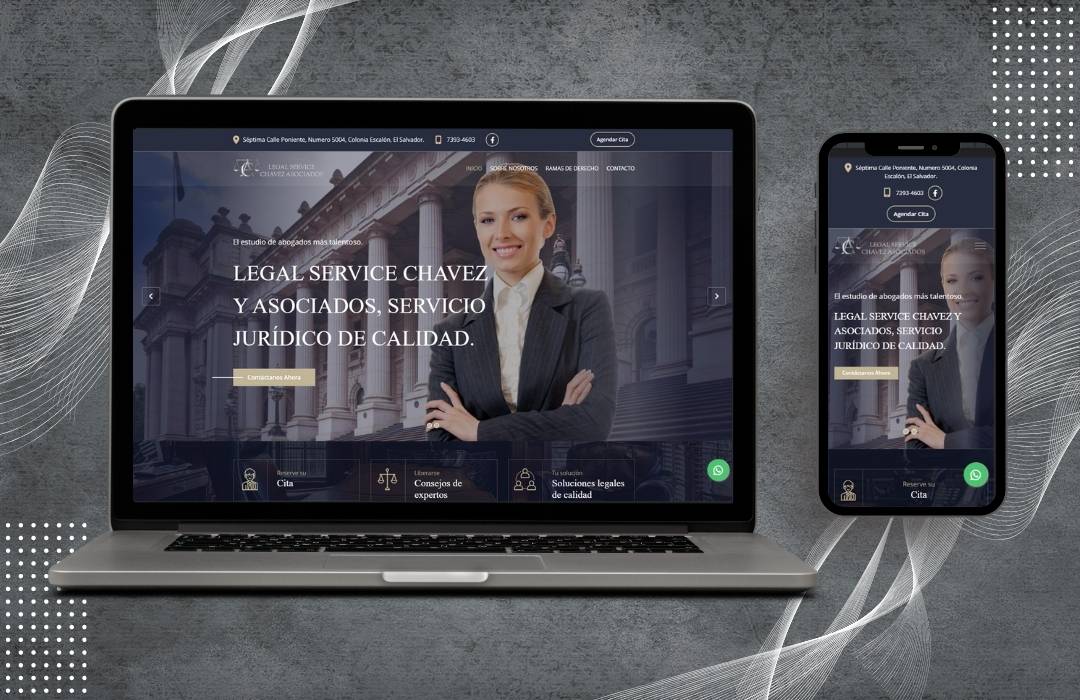 Séptima Calle Poniente, Numero 5004, Colonia Escalón, El Salvador.
7393-4603
Agendar Cita
LEGAL SERVICE
CHAVEZ ASOCIADOS
INICIO
SOBRE NOSOTROS
RAMAS DE DERECHO
CONTACTO
El estudio de abogados más talentoso.
LEGAL SERVICE CHAVEZ
Y ASOCIADOS, SERVICIO
JURÍDICO DE CALIDAD.
Contáctanos Ahora
Reserve su
Cita
Liberarse
Consejos de
expertos
Tu solución
Soluciones legales
de calidad
Séptima Calle Poniente, Numero 5004, Colonia
Escalón, El Salvador.
7393-4603
Agendar Cita
LEGAL SERVICE
CHAVEZ ASOCIADOS
El estudio de abogados más talentoso.
LEGAL SERVICE CHAVEZ Y
ASOCIADOS, SERVICIO
JURÍDICO DE CALIDAD.
Contáctanos Ahora
Reserve su
Cita